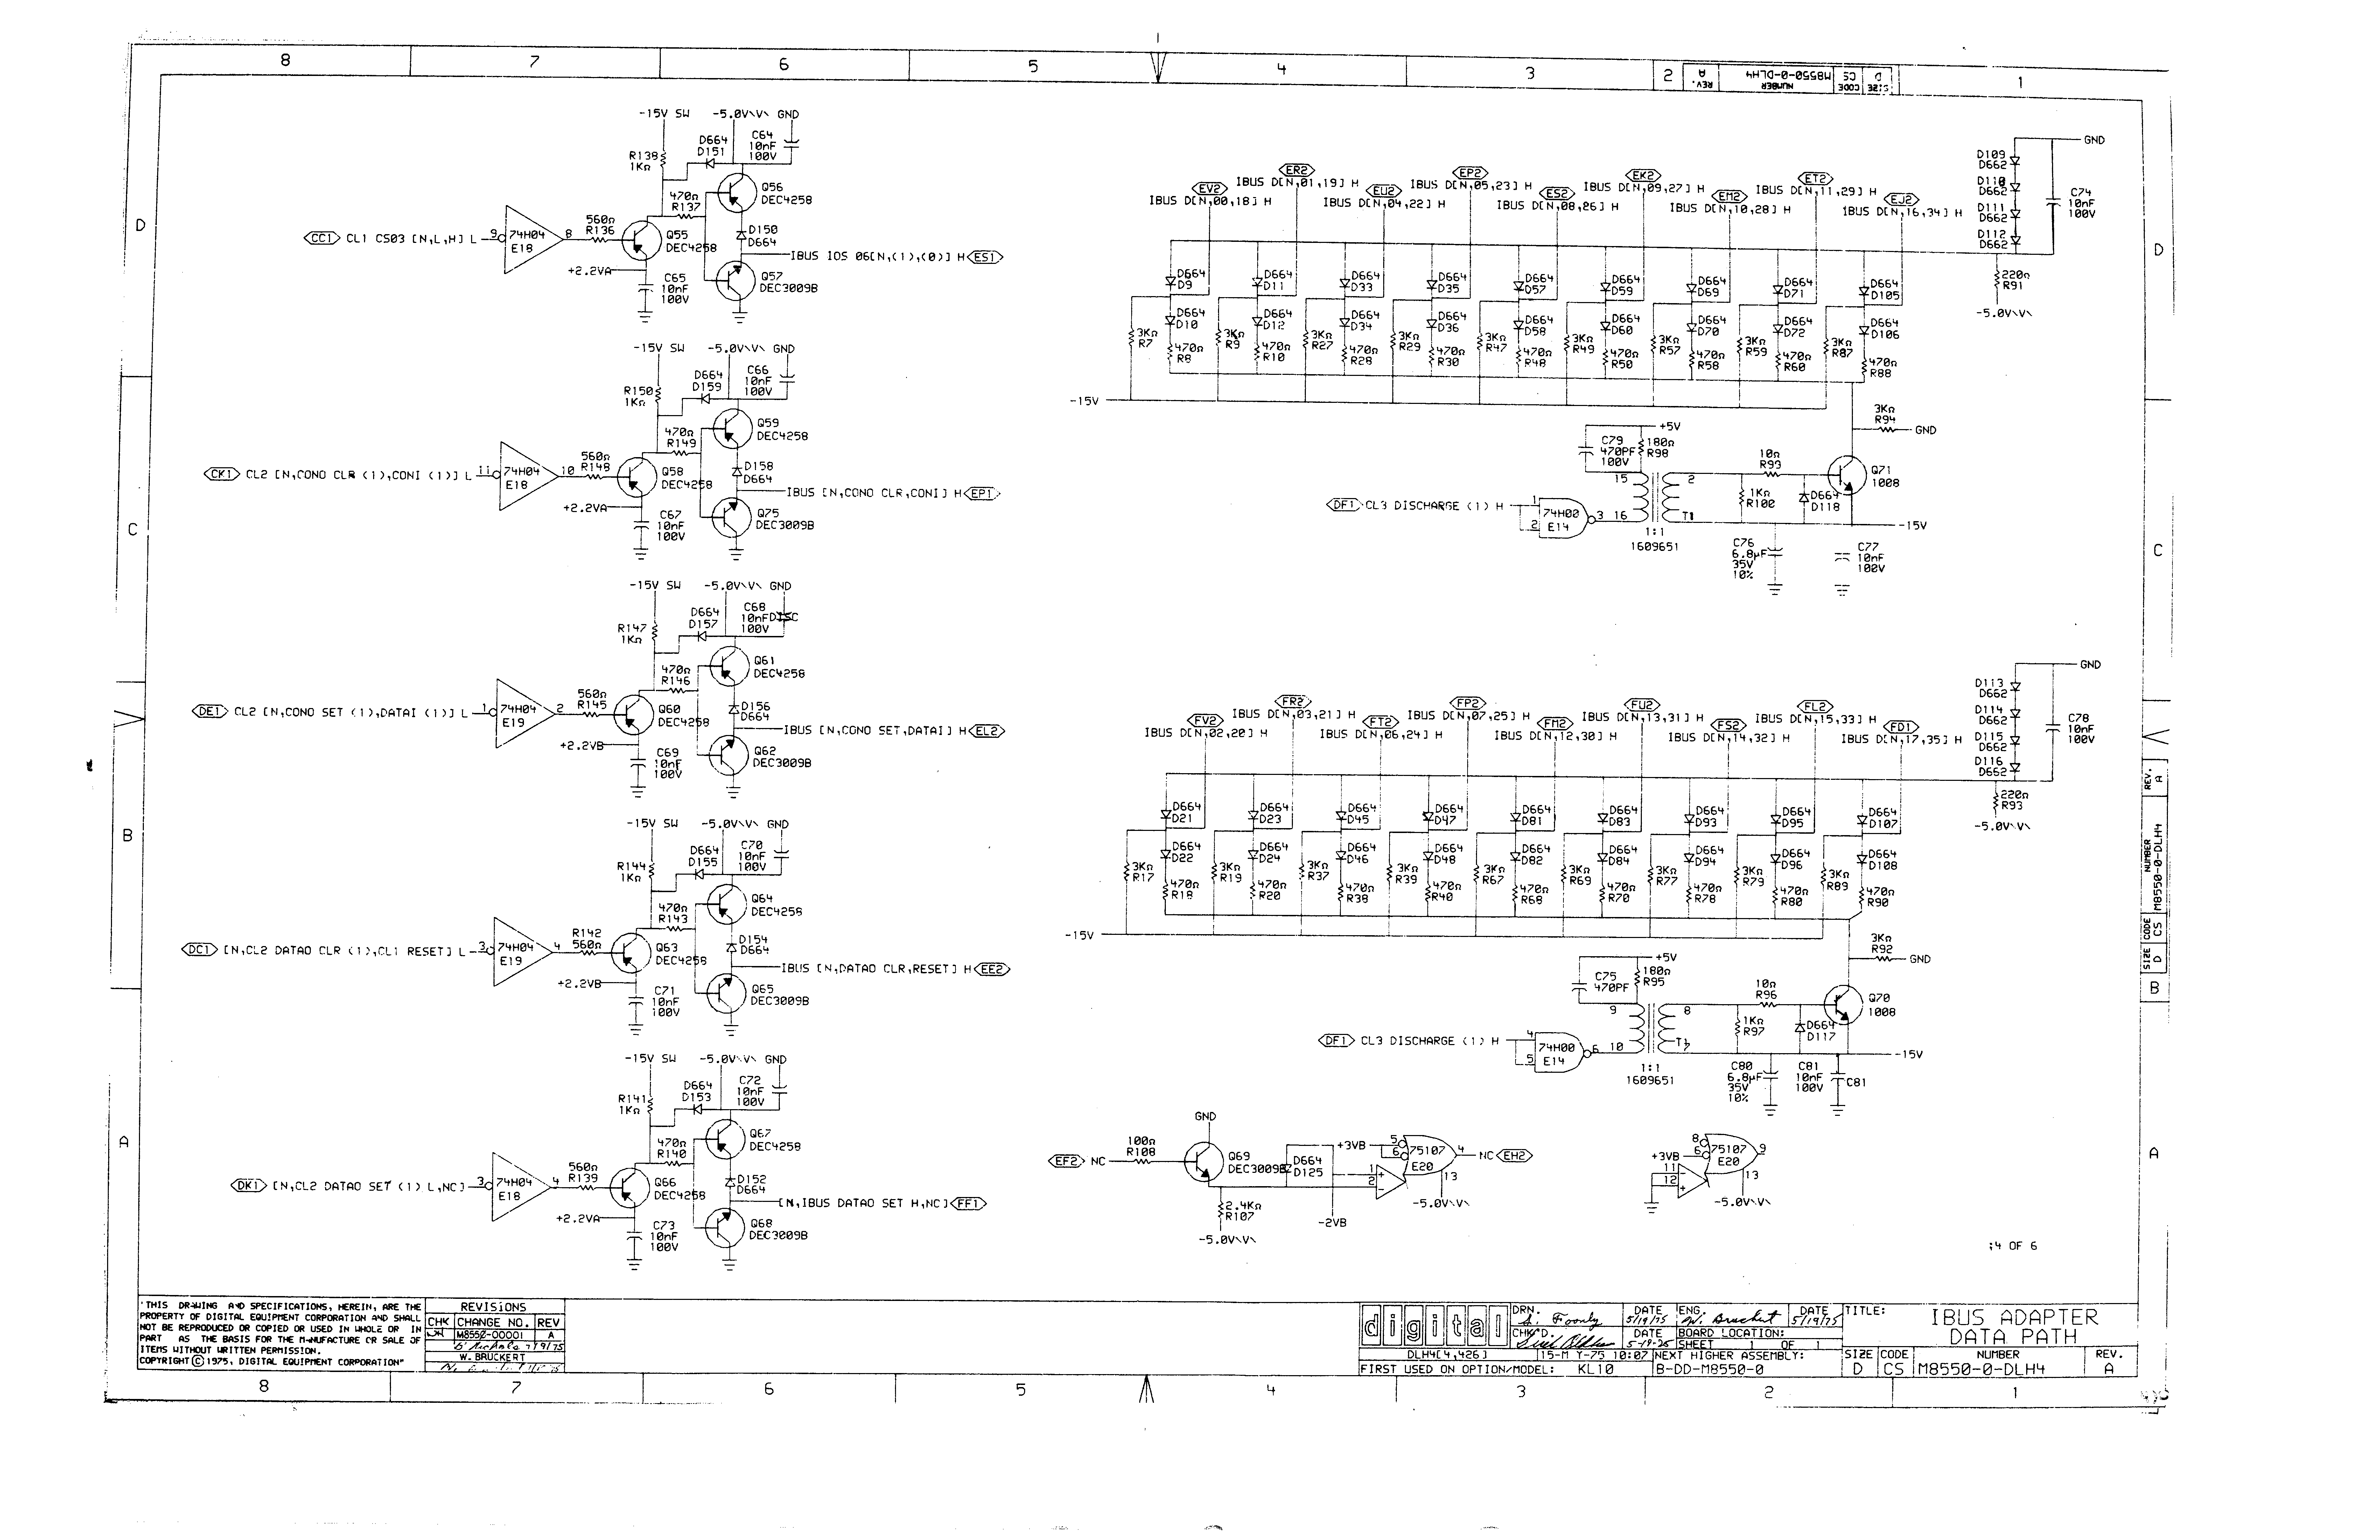 8 7 6 5 4 3 2 1
SIZE CODE NUMBER REV.
D CS M8550-0-DLH4 A
D
-15V SW -5.0V\V\ GND
R138 1KΩ
D664 D151
C64 10nF 100V
470Ω R137
Q56 DEC4258
CC1 CL1 CS03 [N,L,H] L
9 74H04 E18 8
560Ω R136
Q55 DEC4258
D150 D664
+2.2VA
C65 10nF 100V
IBUS IOS 06[N,(1),(0)] H ES1
Q57 DEC3009B
-15V SW -5.0V\V\ GND
R150 1KΩ
D664 D159
C66 10nF 100V
470Ω R149
Q59 DEC4258
CK1 CL2 [N,CONO CLR (1),CONI (1)] L
11 74H04 E18 10
560Ω R148
Q58 DEC4258
D158 D664
+2.2VA
C67 10nF 100V
IBUS [N,CONO CLR,CONI] H EP1
Q75 DEC3009B
C
-15V SW -5.0V\V\ GND
R147 1KΩ
D664 D157
C68 10nF DISC 100V
470Ω R146
Q61 DEC4258
DE1 CL2 [N,CONO SET (1),DATAI (1)] L
1 74H04 E19 2
560Ω R145
Q60 DEC4258
D156 D664
+2.2VB
C69 10nF 100V
IBUS [N,CONO SET,DATAI] H EL2
Q62 DEC3009B
-15V SW -5.0V\V\ GND
R144 1KΩ
D664 D155
C70 10nF 100V
470Ω R143
Q64 DEC4258
B
DC1 [N,CL2 DATAO CLR (1),CL1 RESET] L
3 74H04 E19 4
R142 560Ω
Q63 DEC4258
D154 D664
+2.2VB
C71 10nF 100V
IBUS [N,DATAO CLR,RESET] H EE2
Q65 DEC3009B
-15V SW -5.0V\V\ GND
R141 1KΩ
D664 D153
C72 10nF 100V
470Ω R140
Q67 DEC4258
A
DK1 [N,CL2 DATAO SET (1) L,NC]
3 74H04 E18 4
560Ω R139
Q66 DEC4258
D152 D664
+2.2VA
C73 10nF 100V
[N,IBUS DATAO SET H,NC] FF1
Q68 DEC3009B
EV2 ER2 EU2 EP2 ES2 EK2 EM2 ET2 EJ2
IBUS D[N,00,18] H
IBUS D[N,01,19] H
IBUS D[N,04,22] H
IBUS D[N,05,23] H
IBUS D[N,08,26] H
IBUS D[N,09,27] H
IBUS D[N,10,28] H
IBUS D[N,11,29] H
IBUS D[N,16,34] H
GND
D109 D662
D110 D662
D111 D662
D112 D662
C74 10nF 100V
220Ω R91
-5.0V\V\
D664 D9 D664 D11 D664 D33 D664 D35 D664 D57 D664 D59 D664 D69 D664 D71 D664 D105
D664 D10 D664 D12 D664 D34 D664 D36 D664 D58 D664 D60 D664 D70 D664 D72 D664 D106
3KΩ R7 3KΩ R9 3KΩ R27 3KΩ R29 3KΩ R47 3KΩ R49 3KΩ R57 3KΩ R59 3KΩ R87
470Ω R8 470Ω R10 470Ω R28 470Ω R30 470Ω R48 470Ω R50 470Ω R58 470Ω R60 470Ω R88
-15V
3KΩ R94 GND
+5V
C79 470PF 100V
180Ω R98
10Ω R99
Q71 1008
DF1 CL3 DISCHARGE (1) H
1 2 74H00 E14 3
15 16 2 T1
1:1
1609651
1KΩ R100
D664 D118
-15V
C76 6.8µF 35V 10%
C77 10nF 100V
FV2 FR2 FT2 FP2 FM2 FU2 FS2 FL2 FD1
IBUS D[N,02,20] H
IBUS D[N,03,21] H
IBUS D[N,06,24] H
IBUS D[N,07,25] H
IBUS D[N,12,30] H
IBUS D[N,13,31] H
IBUS D[N,14,32] H
IBUS D[N,15,33] H
IBUS D[N,17,35] H
GND
D113 D662
D114 D662
D115 D662
D116 D662
C78 10nF 100V
220Ω R93
-5.0V\V\
D664 D21 D664 D23 D664 D45 D664 D47 D664 D81 D664 D83 D664 D93 D664 D95 D664 D107
D664 D22 D664 D24 D664 D46 D664 D48 D664 D82 D664 D84 D664 D94 D664 D96 D664 D108
3KΩ R17 3KΩ R19 3KΩ R37 3KΩ R39 3KΩ R67 3KΩ R69 3KΩ R77 3KΩ R79 3KΩ R89
470Ω R18 470Ω R20 470Ω R38 470Ω R40 470Ω R68 470Ω R70 470Ω R78 470Ω R80 470Ω R90
-15V
3KΩ R92 GND
+5V
C75 470PF
180Ω R95
10Ω R96
Q70 1008
DF1 CL3 DISCHARGE (1) H
4 5 74H00 E14 6
9 10 8
1:1
1609651
1KΩ R97
D664 D117
-15V
C80 6.8µF 35V 10%
C81 10nF 100V
C81
GND
EF2 NC
100Ω R108
Q69 DEC3009B
D664 D125
2.4KΩ R107
-5.0V\V\
+3VB
-2VB
5 6 75107 E20 4
1 + 2 - 13
NC EH2
-5.0V\V\
8 6 75107 E20 9
+3VB
11 12 + 13
-5.0V\V\
;4 OF 6
D
C
REV. A
NUMBER M8550-0-DLH4
CODE CS
SIZE D
B
A
"THIS DRAWING AND SPECIFICATIONS, HEREIN, ARE THE
PROPERTY OF DIGITAL EQUIPMENT CORPORATION AND SHALL
NOT BE REPRODUCED OR COPIED OR USED IN WHOLE OR IN
PART AS THE BASIS FOR THE MANUFACTURE OR SALE OF
ITEMS WITHOUT WRITTEN PERMISSION.
COPYRIGHT © 1975, DIGITAL EQUIPMENT CORPORATION"
REVISIONS
CHK CHANGE NO. REV
M8550-00001 A
W. BRUCKERT
digital
DRN. DATE 5/19/75
ENG. W. Bruckert DATE 5/19/75
CHK'D. DATE 5-19-75
BOARD LOCATION:
SHEET 1 OF 1
TITLE: IBUS ADAPTER
DATA PATH
DLH4[4,426] 15-M Y-75 10:07
NEXT HIGHER ASSEMBLY:
FIRST USED ON OPTION/MODEL: KL10 B-DD-M8550-0
SIZE CODE NUMBER REV.
D CS M8550-0-DLH4 A
8 7 6 5 4 3 2 1